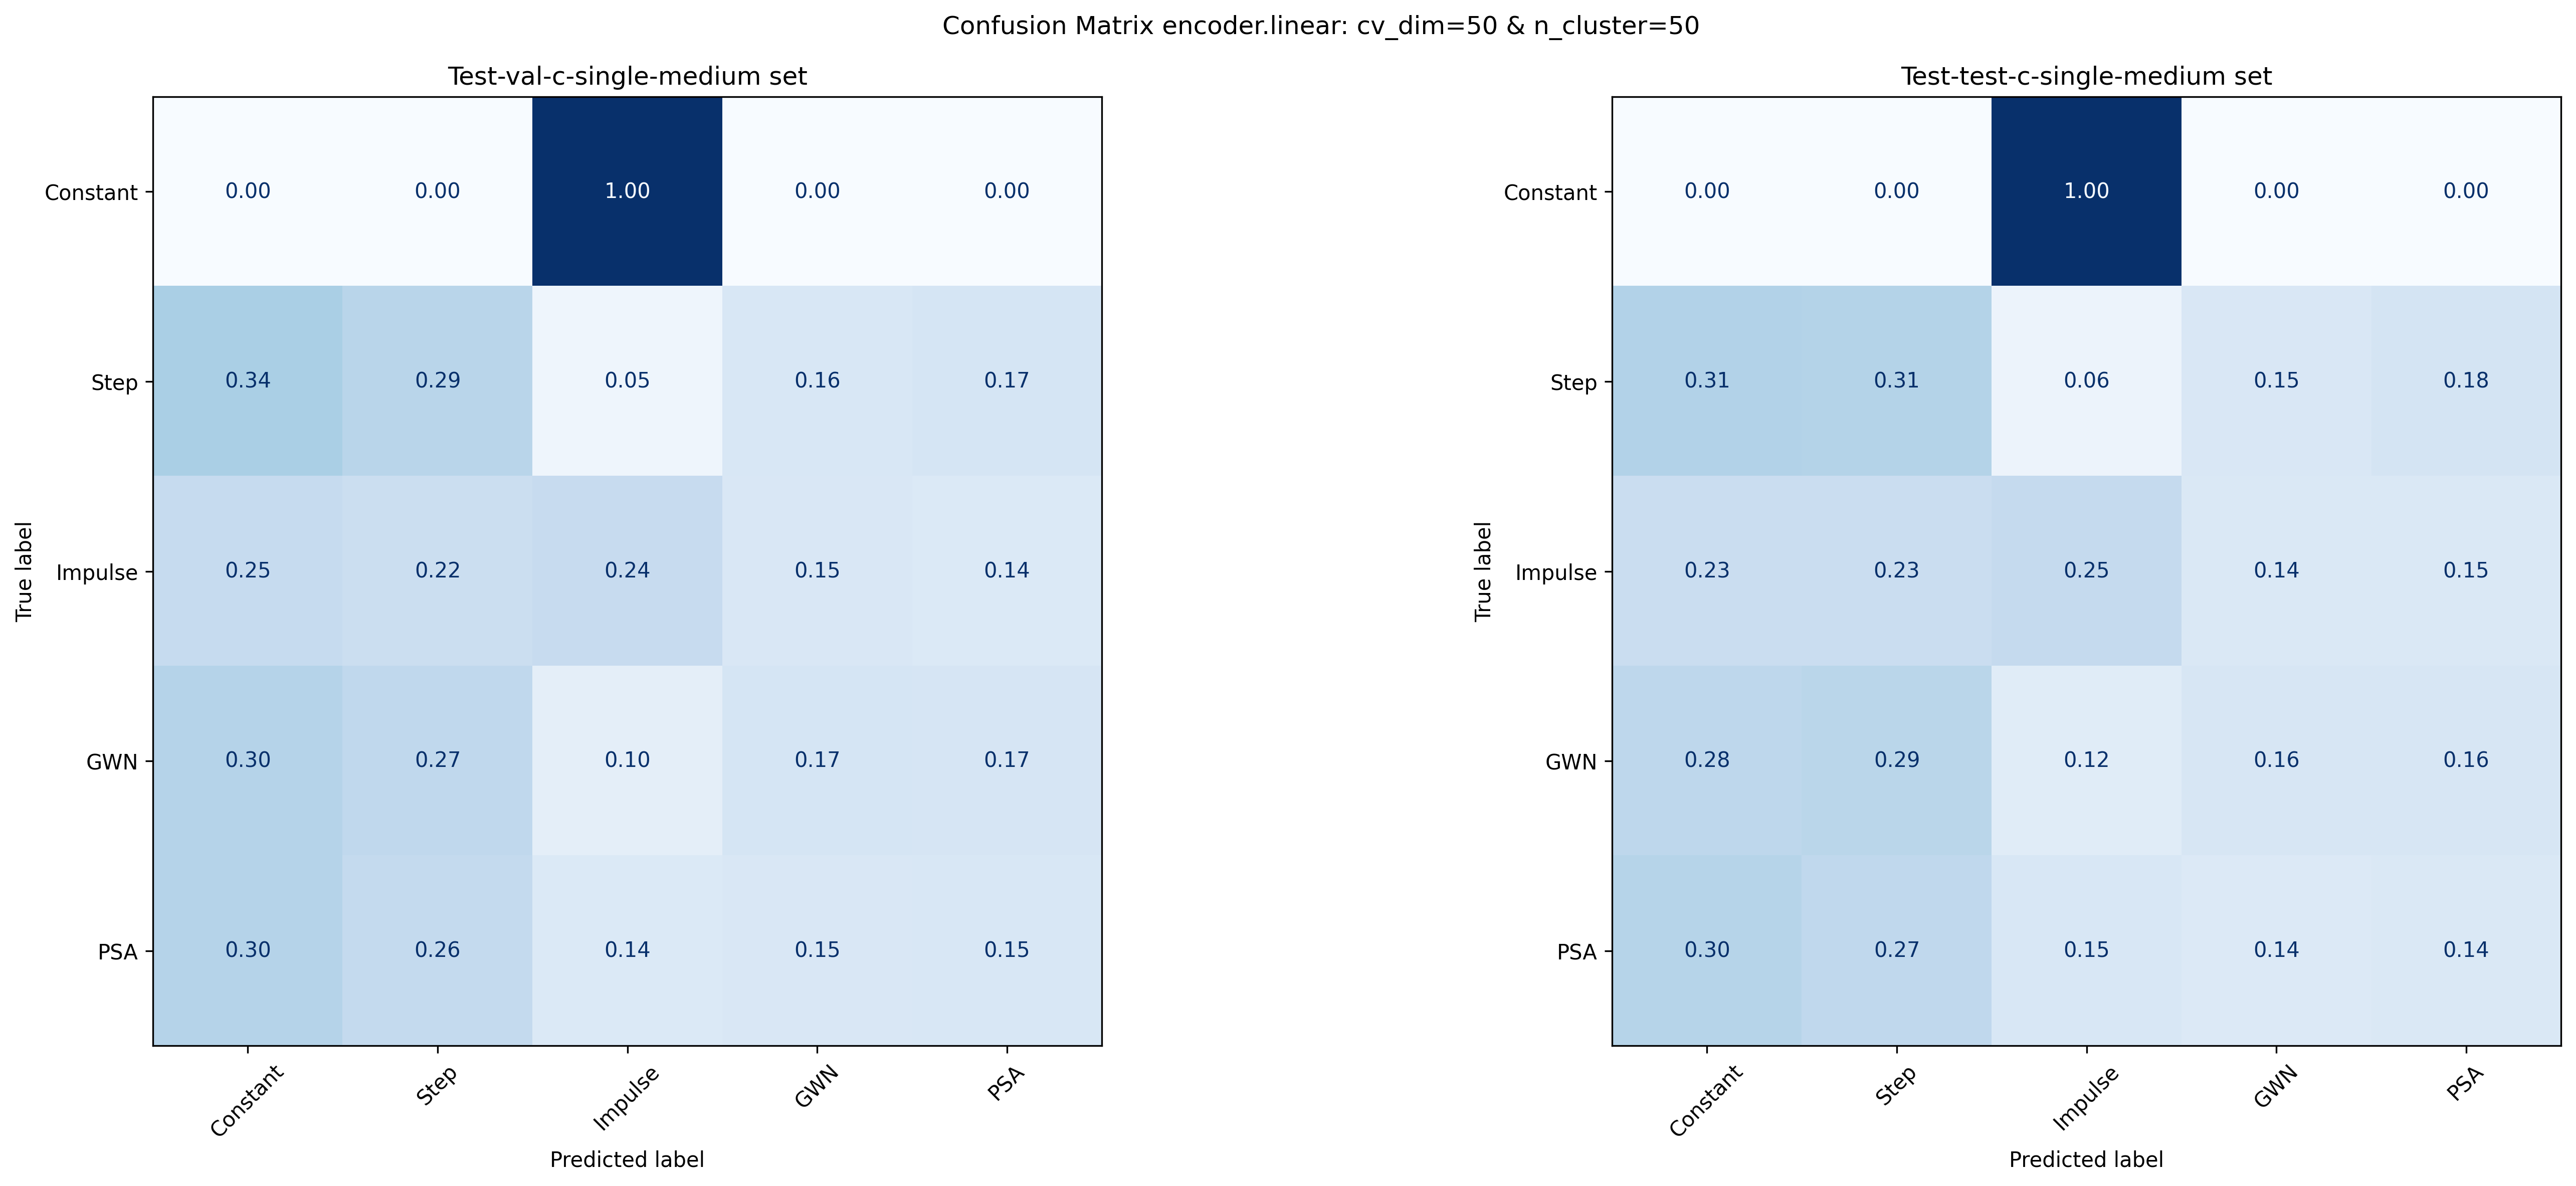 Confusion Matrix encoder.linear: cv_dim=50 & n_cluster=50
Test-val-c-single-medium set
True label
Constant 0.00 0.00 1.00 0.00 0.00
Step 0.34 0.29 0.05 0.16 0.17
Impulse 0.25 0.22 0.24 0.15 0.14
GWN 0.30 0.27 0.10 0.17 0.17
PSA 0.30 0.26 0.14 0.15 0.15
Constant Step Impulse GWN PSA
Predicted label
Test-test-c-single-medium set
True label
Constant 0.00 0.00 1.00 0.00 0.00
Step 0.31 0.31 0.06 0.15 0.18
Impulse 0.23 0.23 0.25 0.14 0.15
GWN 0.28 0.29 0.12 0.16 0.16
PSA 0.30 0.27 0.15 0.14 0.14
Constant Step Impulse GWN PSA
Predicted label